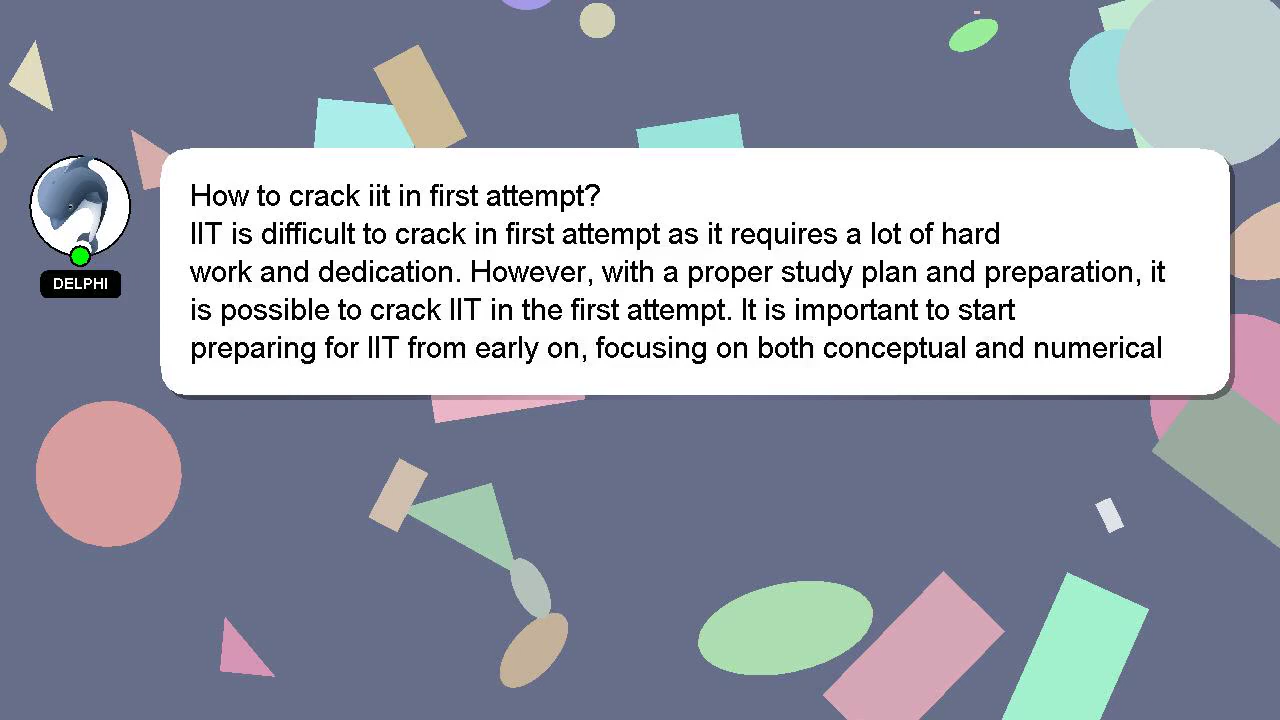 How to crack iit in first attempt?
IIT is difficult to crack in first attempt as it requires a lot of hard
work and dedication. However, with a proper study plan and preparation, it
is possible to crack IIT in the first attempt. It is important to start
preparing for IIT from early on, focusing on both conceptual and numerical
DELPHI